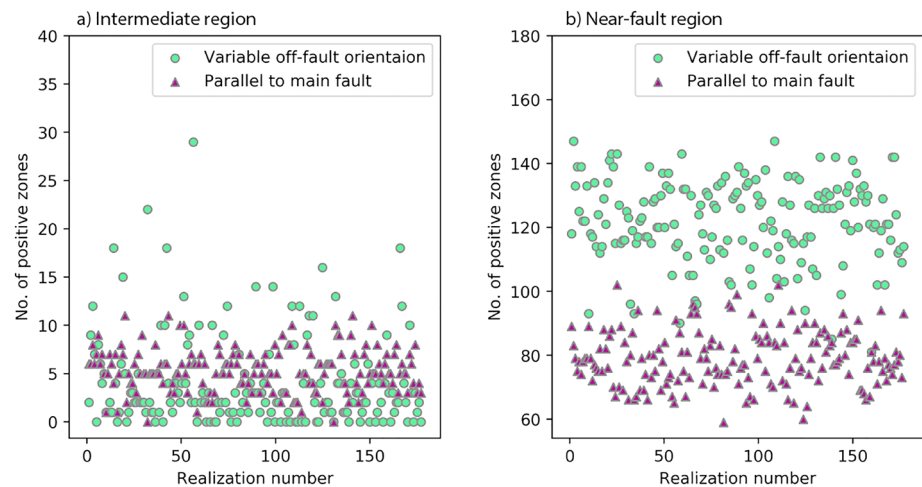 a) Intermediate region
40
35
30
25
20
15
10
5
0
No. of positive zones
Variable off-fault orientaion
Parallel to main fault
0 50 100 150
Realization number
b) Near-fault region
180
160
140
120
100
80
60
No. of positive zones
Variable off-fault orientaion
Parallel to main fault
0 50 100 150
Realization number